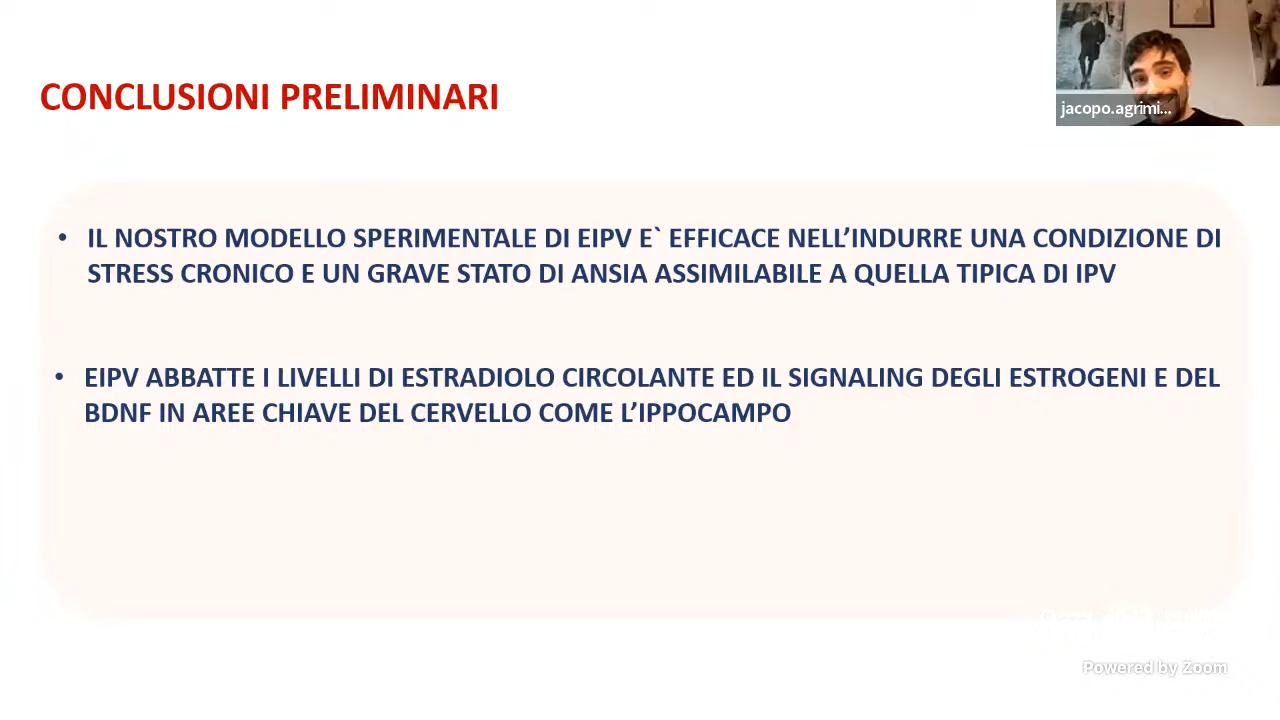 CONCLUSIONI PRELIMINARI
jacopo.agrimi...
• IL NOSTRO MODELLO SPERIMENTALE DI EIPV E` EFFICACE NELL’INDURRE UNA CONDIZIONE DI
STRESS CRONICO E UN GRAVE STATO DI ANSIA ASSIMILABILE A QUELLA TIPICA DI IPV
• EIPV ABBATTE I LIVELLI DI ESTRADIOLO CIRCOLANTE ED IL SIGNALING DEGLI ESTROGENI E DEL
BDNF IN AREE CHIAVE DEL CERVELLO COME L’IPPOCAMPO
Powered by Zoom